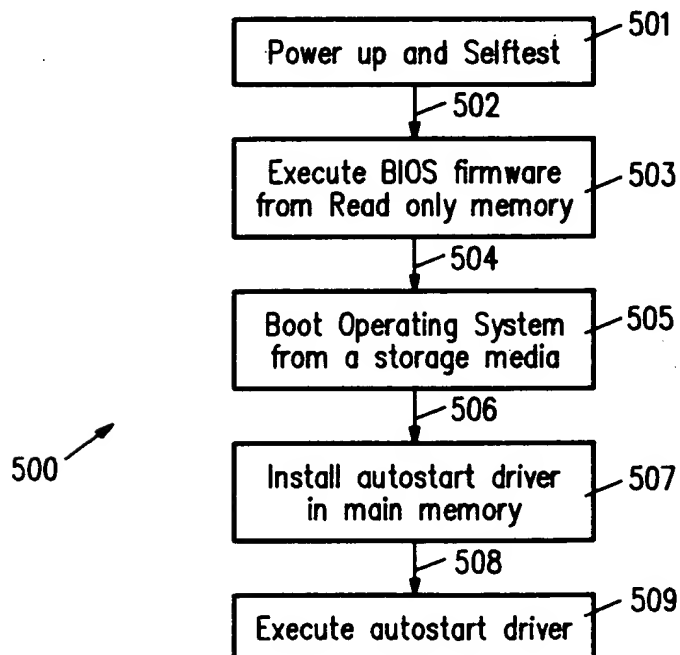 Power up and Selftest
501
502
Execute BIOS firmware
from Read only memory
503
504
Boot Operating System
from a storage media
505
506
500
Install autostart driver
in main memory
507
508
Execute autostart driver
509